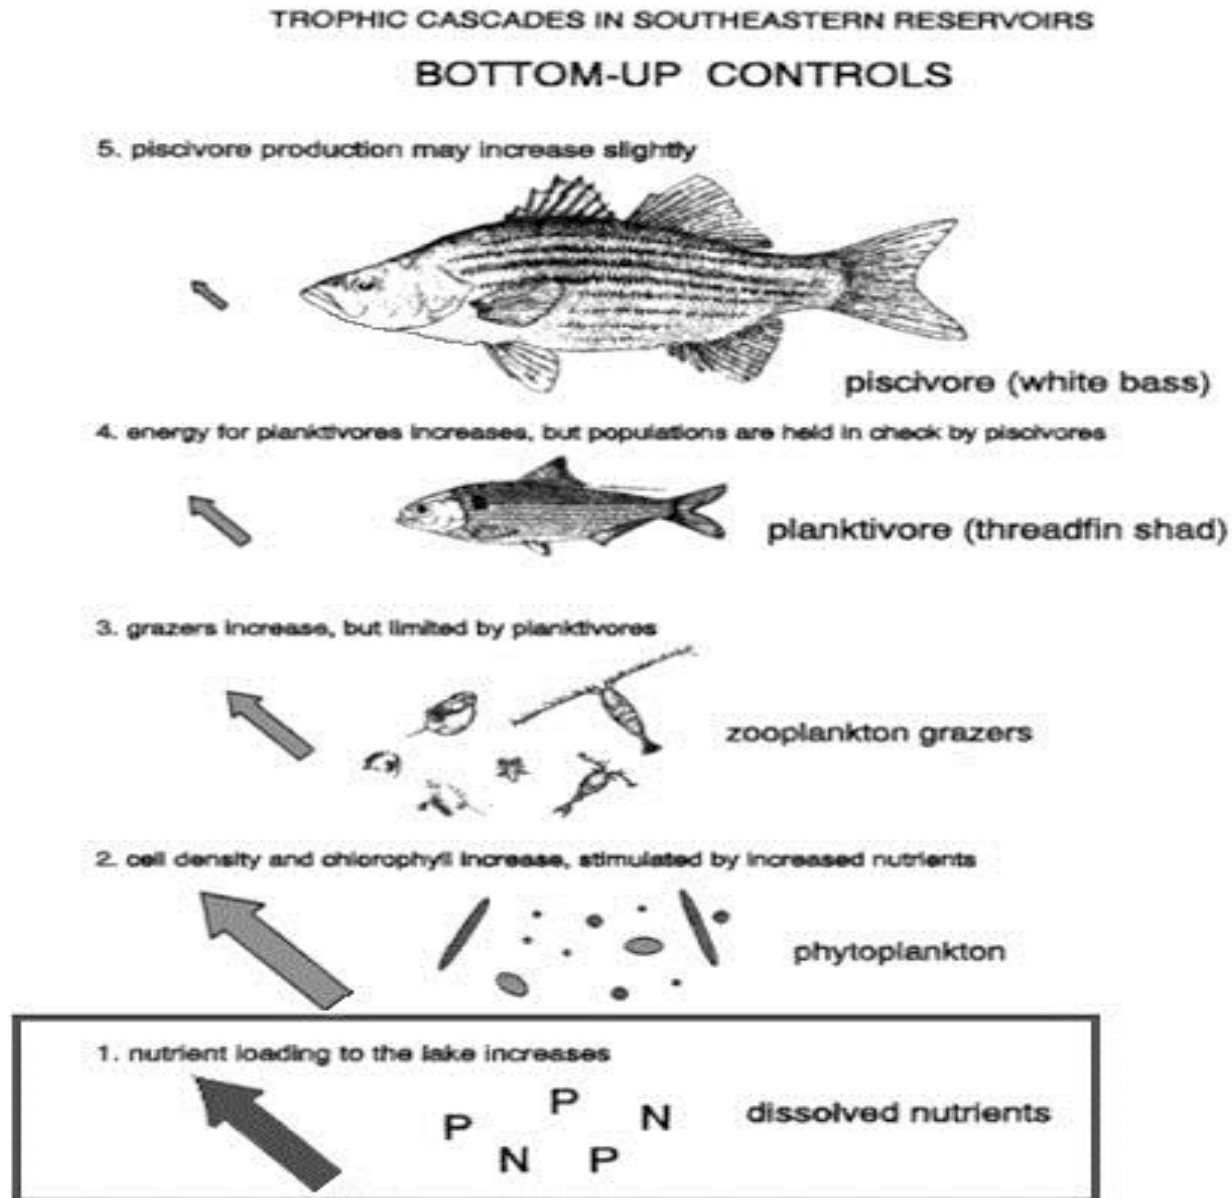 TROPHIC CASCADES IN SOUTHEASTERN RESERVOIRS
BOTTOM-UP CONTROLS
5. piscivore production may increase slightly
piscivore (white bass)
4. energy for planktivores increases, but populations are held in check by piscivores
planktivore (threadfin shad)
3. grazers increase, but limited by planktivores
zooplankton grazers
2. cell density and chlorophyll increase, stimulated by increased nutrients
phytoplankton
1. nutrient loading to the lake increases
P P N
dissolved nutrients
N P